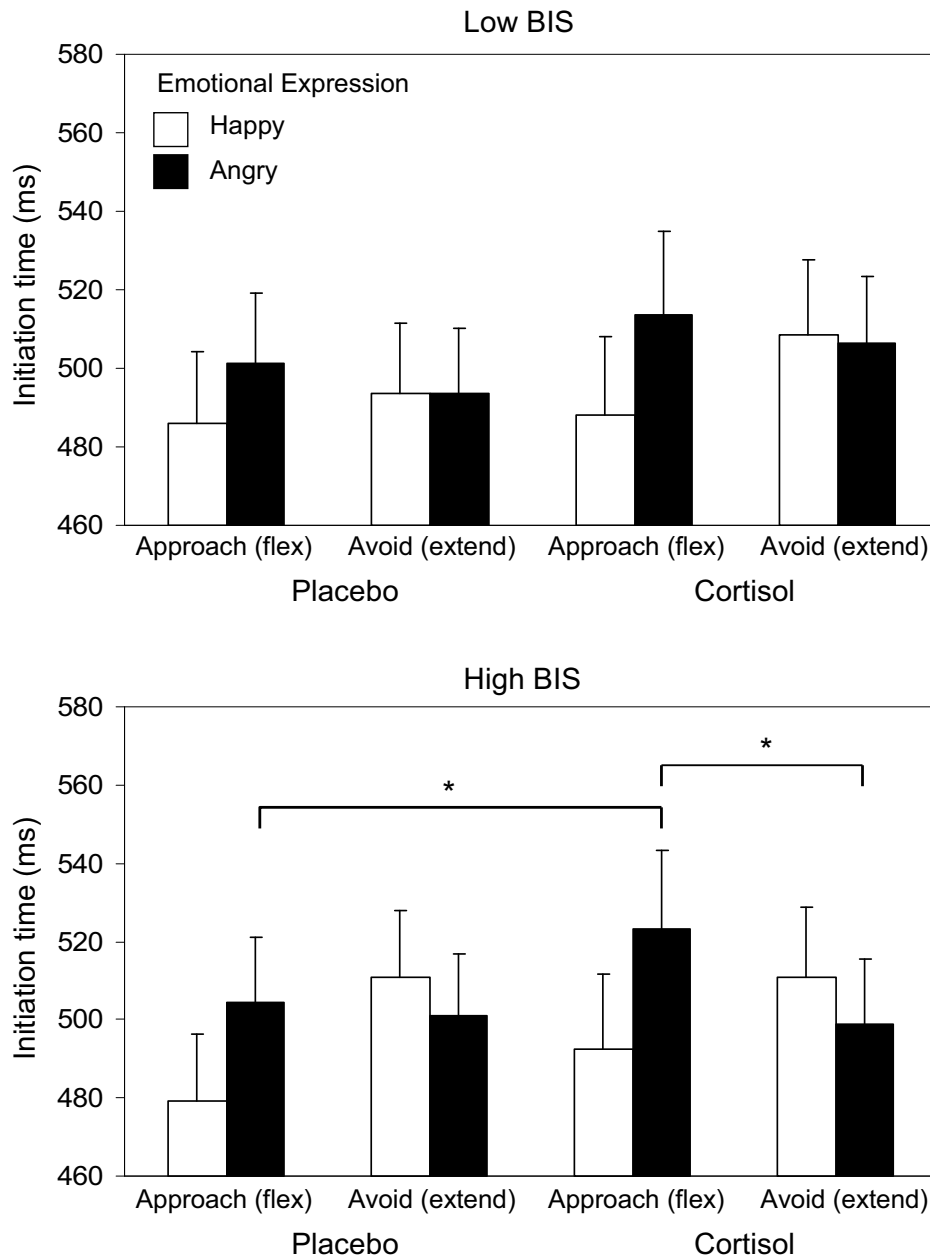 Low BIS
580
560
540
520
500
480
460
Initiation time (ms)
Emotional Expression
Happy
Angry
Approach (flex) Avoid (extend) Approach (flex) Avoid (extend)
Placebo Cortisol
High BIS
580
560
540
520
500
480
460
Initiation time (ms)
*
*
Approach (flex) Avoid (extend) Approach (flex) Avoid (extend)
Placebo Cortisol